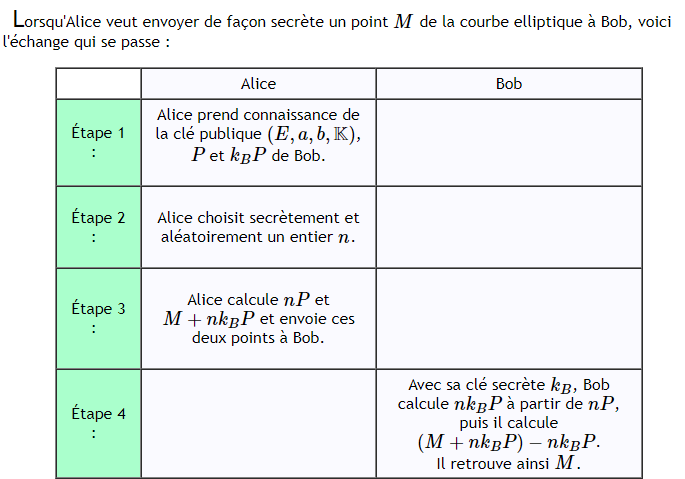 Lorsqu'Alice veut envoyer de façon secrète un point M de la courbe elliptique à Bob, voici
l'échange qui se passe :
Alice
Bob
Étape 1
:
Alice prend connaissance de
la clé publique (E, a, b, 𝕂),
P et k_BP de Bob.
Étape 2
:
Alice choisit secrètement et
aléatoirement un entier n.
Étape 3
:
Alice calcule nP et
M + nk_BP et envoie ces
deux points à Bob.
Étape 4
:
Avec sa clé secrète k_B, Bob
calcule nk_BP à partir de nP,
puis il calcule
(M + nk_BP) − nk_BP.
Il retrouve ainsi M.